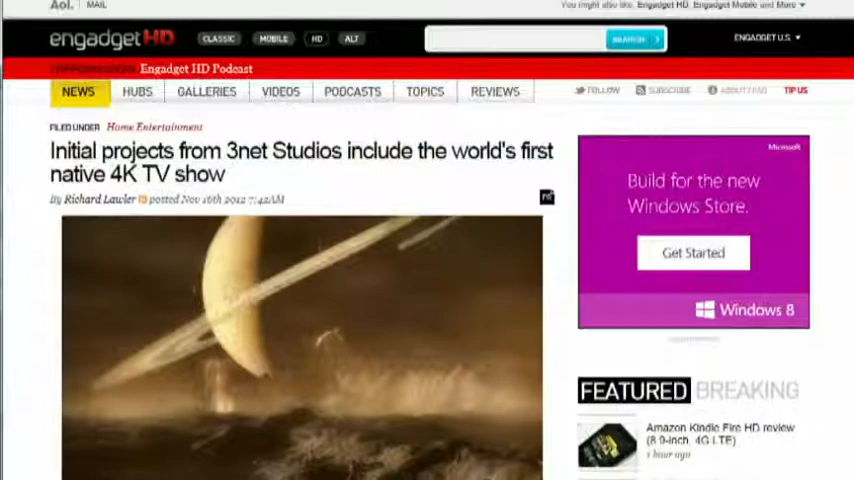 Aol.
MAIL
You might also like: Engadget HD, Engadget Mobile and More
engadget HD
CLASSIC
MOBILE
HD
ALT
SEARCH
ENGADGET U.S.
Engadget HD Podcast
NEWS
HUBS
GALLERIES
VIDEOS
PODCASTS
TOPICS
REVIEWS
FOLLOW
SUBSCRIBE
TIP US
FILED UNDER Home Entertainment
Initial projects from 3net Studios include the world's first
native 4K TV show
By Richard Lawler posted Nov 16th 2012 7:42AM
Microsoft
Build for the new
Windows Store.
Get Started
Windows 8
FEATURED BREAKING
Amazon Kindle Fire HD review
(8.9-inch, 4G LTE)
1 hour ago